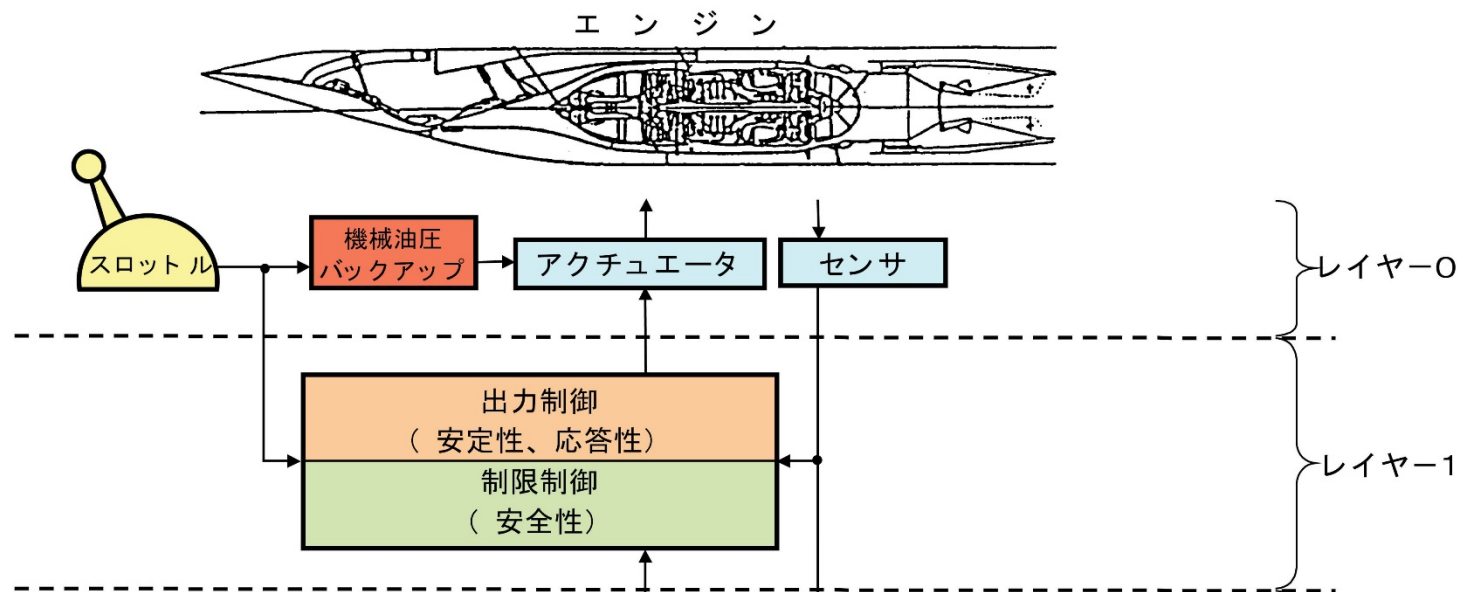 エンジン
スロットル
機械油圧
バックアップ
アクチュエータ
センサ
レイヤー0
出力制御
( 安定性、応答性)
制限制御
( 安全性)
レイヤー1